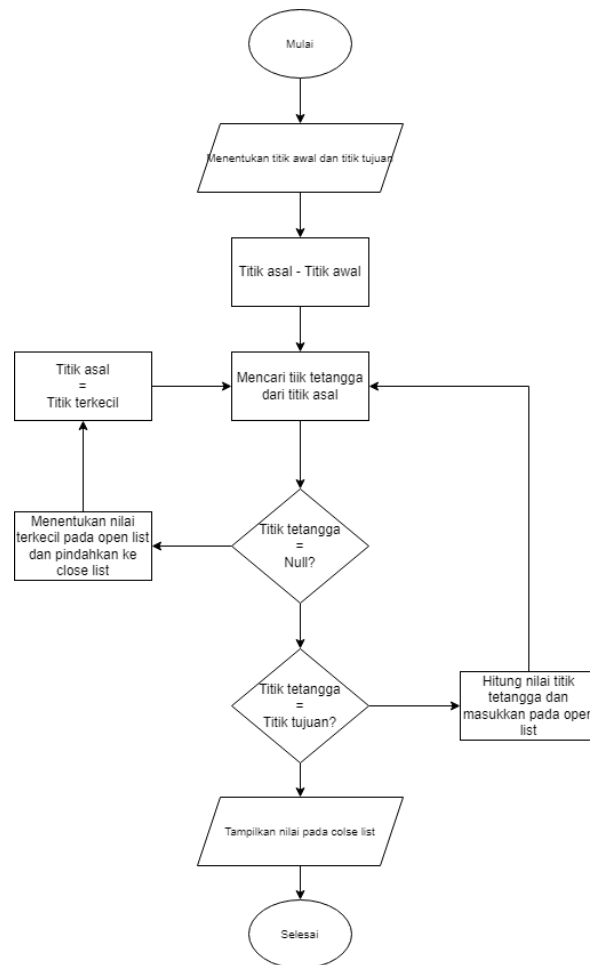 Mulai
Menentukan titik awal dan titik tujuan
Titik asal - Titik awal
Titik asal
=
Titik terkecil
Mencari tiik tetangga
dari titik asal
Menentukan nilai
terkecil pada open list
dan pindahkan ke
close list
Titik tetangga
=
Null?
Titik tetangga
=
Titik tujuan?
Hitung nilai titik
tetangga dan
masukkan pada open
list
Tampilkan nilai pada colse list
Selesai